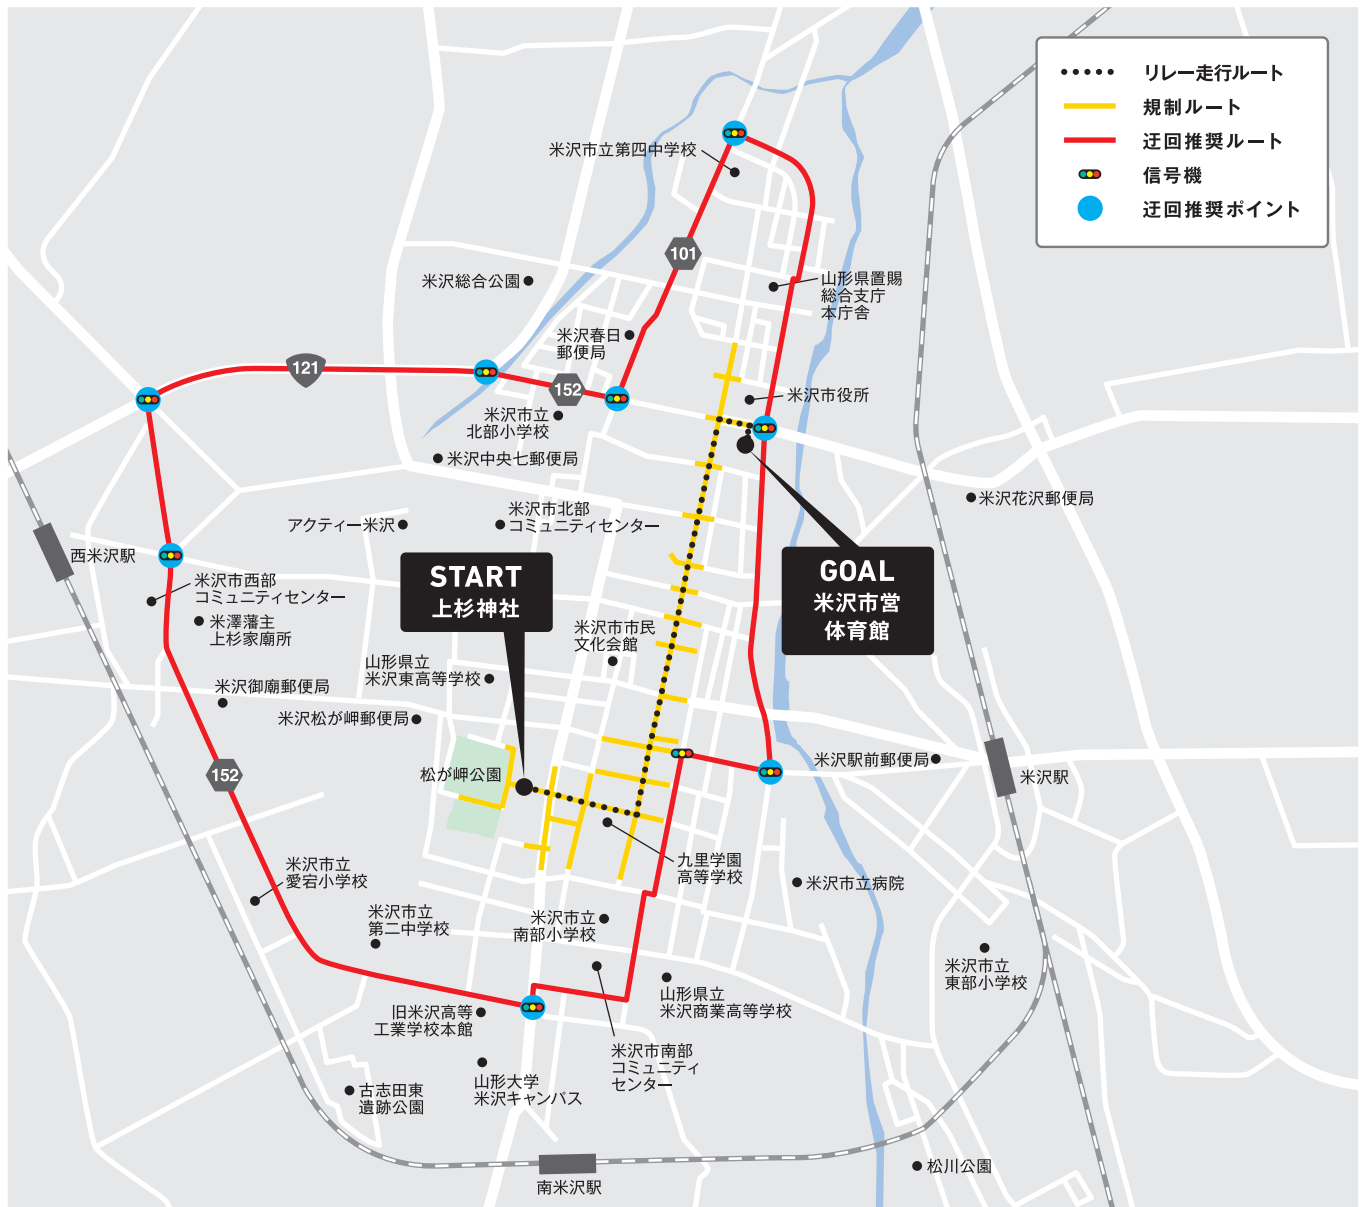 リレー走行ルート
規制ルート
迂回推奨ルート
信号機
迂回推奨ポイント
米沢市立第四中学校
101
米沢総合公園
山形県置賜
総合支庁
本庁舎
米沢春日
郵便局
121
152
米沢市役所
米沢市立
北部小学校
米沢中央七郵便局
米沢花沢郵便局
米沢市北部
コミュニティセンター
アクティー米沢
西米沢駅
START
上杉神社
GOAL
米沢市営
体育館
米沢市西部
コミュニティセンター
米澤藩主
上杉家廟所
米沢市市民
文化会館
山形県立
米沢東高等学校
米沢御廟郵便局
米沢松が岬郵便局
松が岬公園
米沢駅前郵便局
米沢駅
152
九里学園
高等学校
米沢市立
愛宕小学校
米沢市立病院
米沢市立
第二中学校
米沢市立
南部小学校
米沢市立
東部小学校
山形県立
米沢商業高等学校
旧米沢高等
工業学校本館
米沢市南部
コミュニティ
センター
山形大学
米沢キャンパス
古志田東
遺跡公園
松川公園
南米沢駅